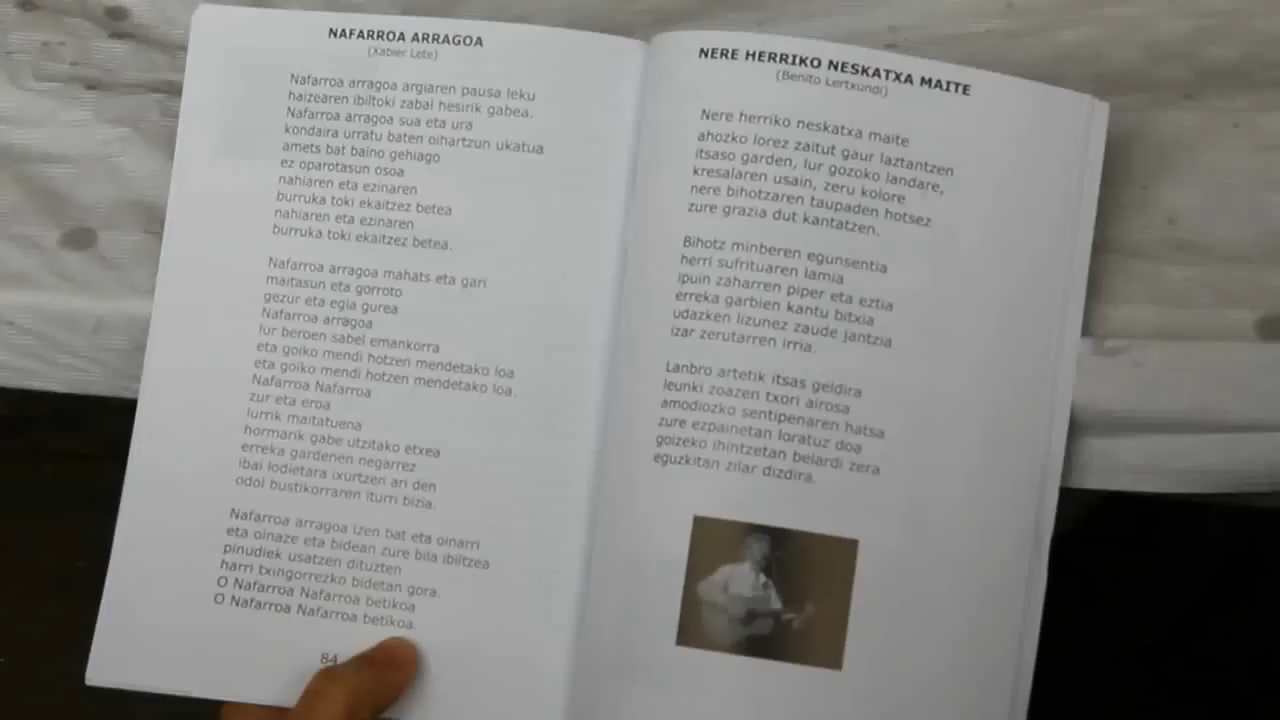 NAFARROA ARRAGOA
(Xabier Lete)
Nafarroa arragoa argiaren pausa leku
haizearen ibiltoki zabal hesirik gabea.
Nafarroa arragoa sua eta ura
kondaira urratu baten oihartzun ukatua
amets bat baino gehiago
ez oparotasun osoa
nahiaren eta ezinaren
burruka toki ekaitzez betea
nahiaren eta ezinaren
burruka toki ekaitzez betea.
Nafarroa arragoa mahats eta gari
maitasun eta gorroto
gezur eta egia gurea
Nafarroa arragoa
lur beroen sabel emankorra
eta goiko mendi hotzen mendetako loa
eta goiko mendi hotzen mendetako loa.
Nafarroa Nafarroa
zur eta eroa
lurrik maitatuena
hormarik gabe utzitako etxea
erreka gardenen negarrez
ibai lodietara ixurtzen ari den
odol bustikorraren iturri bizia.
Nafarroa arragoa izen bat eta oinarri
eta oinaze eta bidean zure bila ibiltzea
pinudiek usatzen dituzten
harri txingorrezko bidetan gora.
O Nafarroa Nafarroa betikoa
O Nafarroa Nafarroa betikoa.
84
NERE HERRIKO NESKATXA MAITE
(Benito Lertxundi)
Nere herriko neskatxa maite
ahozko lorez zaitut gaur laztantzen
itsaso garden, lur gozoko landare,
kresalaren usain, zeru kolore
nere bihotzaren taupaden hotsez
zure grazia dut kantatzen.
Bihotz minberen egunsentia
herri sufrituaren lamia
ipuin zaharren piper eta eztia
erreka garbien kantu bitxia
udazken lizunez zaude jantzia
izar zerutarren irria.
Lanbro artetik itsas geldira
leunki zoazen txori airosa
amodiozko sentipenaren hatsa
zure ezpainetan loratuz doa
goizeko ihintzetan belardi zera
eguzkitan zilar dizdira.